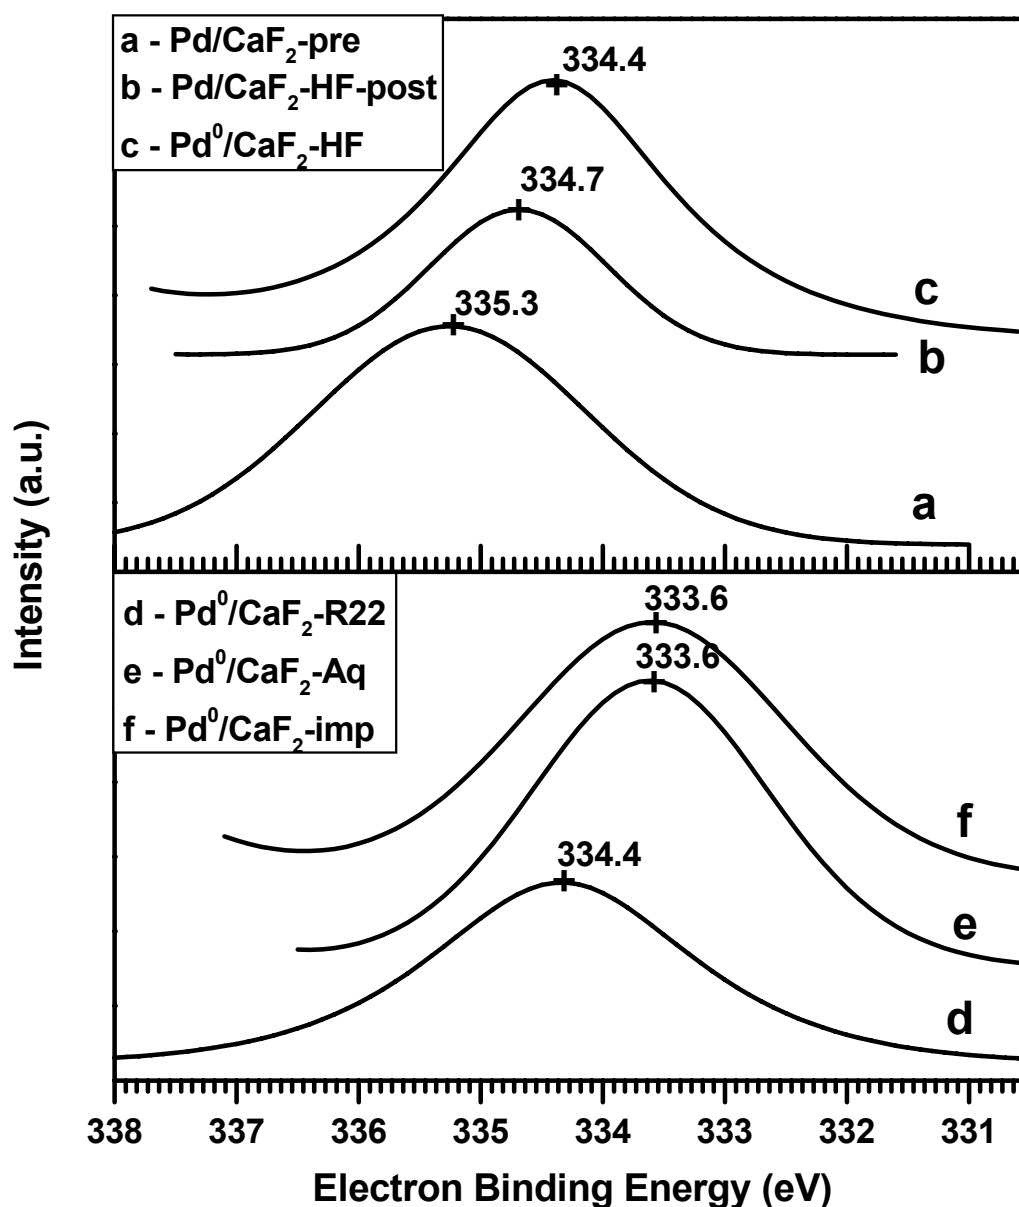 a - Pd/CaF₂-pre
b - Pd/CaF₂-HF-post
c - Pd⁰/CaF₂-HF
334.4
334.7
335.3
c
b
a
Intensity (a.u.)
d - Pd⁰/CaF₂-R22
e - Pd⁰/CaF₂-Aq
f - Pd⁰/CaF₂-imp
333.6
333.6
334.4
f
e
d
338 337 336 335 334 333 332 331
Electron Binding Energy (eV)